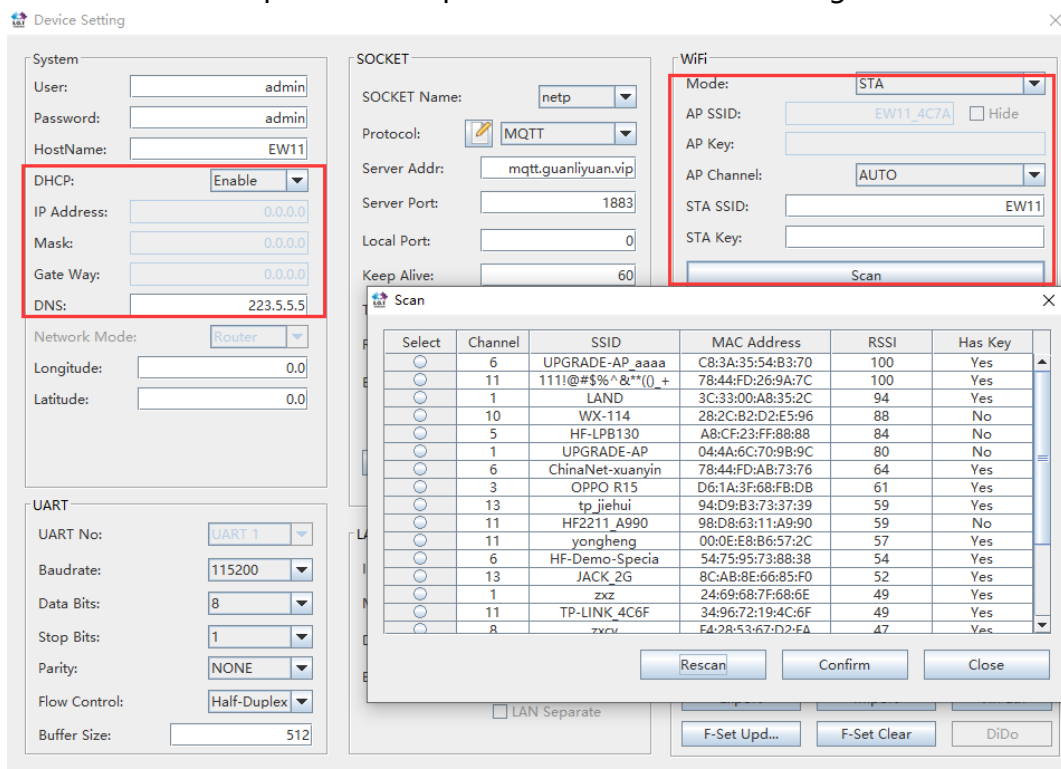 Device Setting
System
User: admin
Password: admin
HostName: EW11
DHCP: Enable
IP Address: 0.0.0.0
Mask: 0.0.0.0
Gate Way: 0.0.0.0
DNS: 223.5.5.5
Network Mode: Router
Longitude: 0.0
Latitude: 0.0
UART
UART No: UART 1
Baudrate: 115200
Data Bits: 8
Stop Bits: 1
Parity: NONE
Flow Control: Half-Duplex
Buffer Size: 512
SOCKET
SOCKET Name: netp
Protocol: MQTT
Server Addr: mqtt.guanliyuan.vip
Server Port: 1883
Local Port: 0
Keep Alive: 60
LAN Separate
WiFi
Mode: STA
AP SSID: EW11_4C7A Hide
AP Key:
AP Channel: AUTO
STA SSID: EW11
STA Key:
Scan
Scan
Select Channel SSID MAC Address RSSI Has Key
6 UPGRADE-AP_aaaa C8:3A:35:54:B3:70 100 Yes
11 111!@#$%^&**(()_+ 78:44:FD:26:9A:7C 100 Yes
1 LAND 3C:33:00:A8:35:2C 94 Yes
10 WX-114 28:2C:B2:D2:E5:96 88 No
5 HF-LPB130 A8:CF:23:FF:88:88 84 No
1 UPGRADE-AP 04:4A:6C:70:9B:9C 80 No
6 ChinaNet-xuanyin 78:44:FD:AB:73:76 64 Yes
3 OPPO R15 D6:1A:3F:68:FB:DB 61 Yes
13 tp_jiehui 94:D9:B3:73:37:39 59 Yes
11 HF2211_A990 98:D8:63:11:A9:90 59 No
11 yongheng 00:0E:E8:B6:57:2C 57 Yes
6 HF-Demo-Specia 54:75:95:73:88:38 54 Yes
13 JACK_2G 8C:AB:8E:66:85:F0 52 Yes
1 zxz 24:69:68:7F:68:6E 49 Yes
11 TP-LINK_4C6F 34:96:72:19:4C:6F 49 Yes
8 zxcv F4:28:53:67:D2:FA 47 Yes
Rescan Confirm Close
F-Set Upd... F-Set Clear DiDo